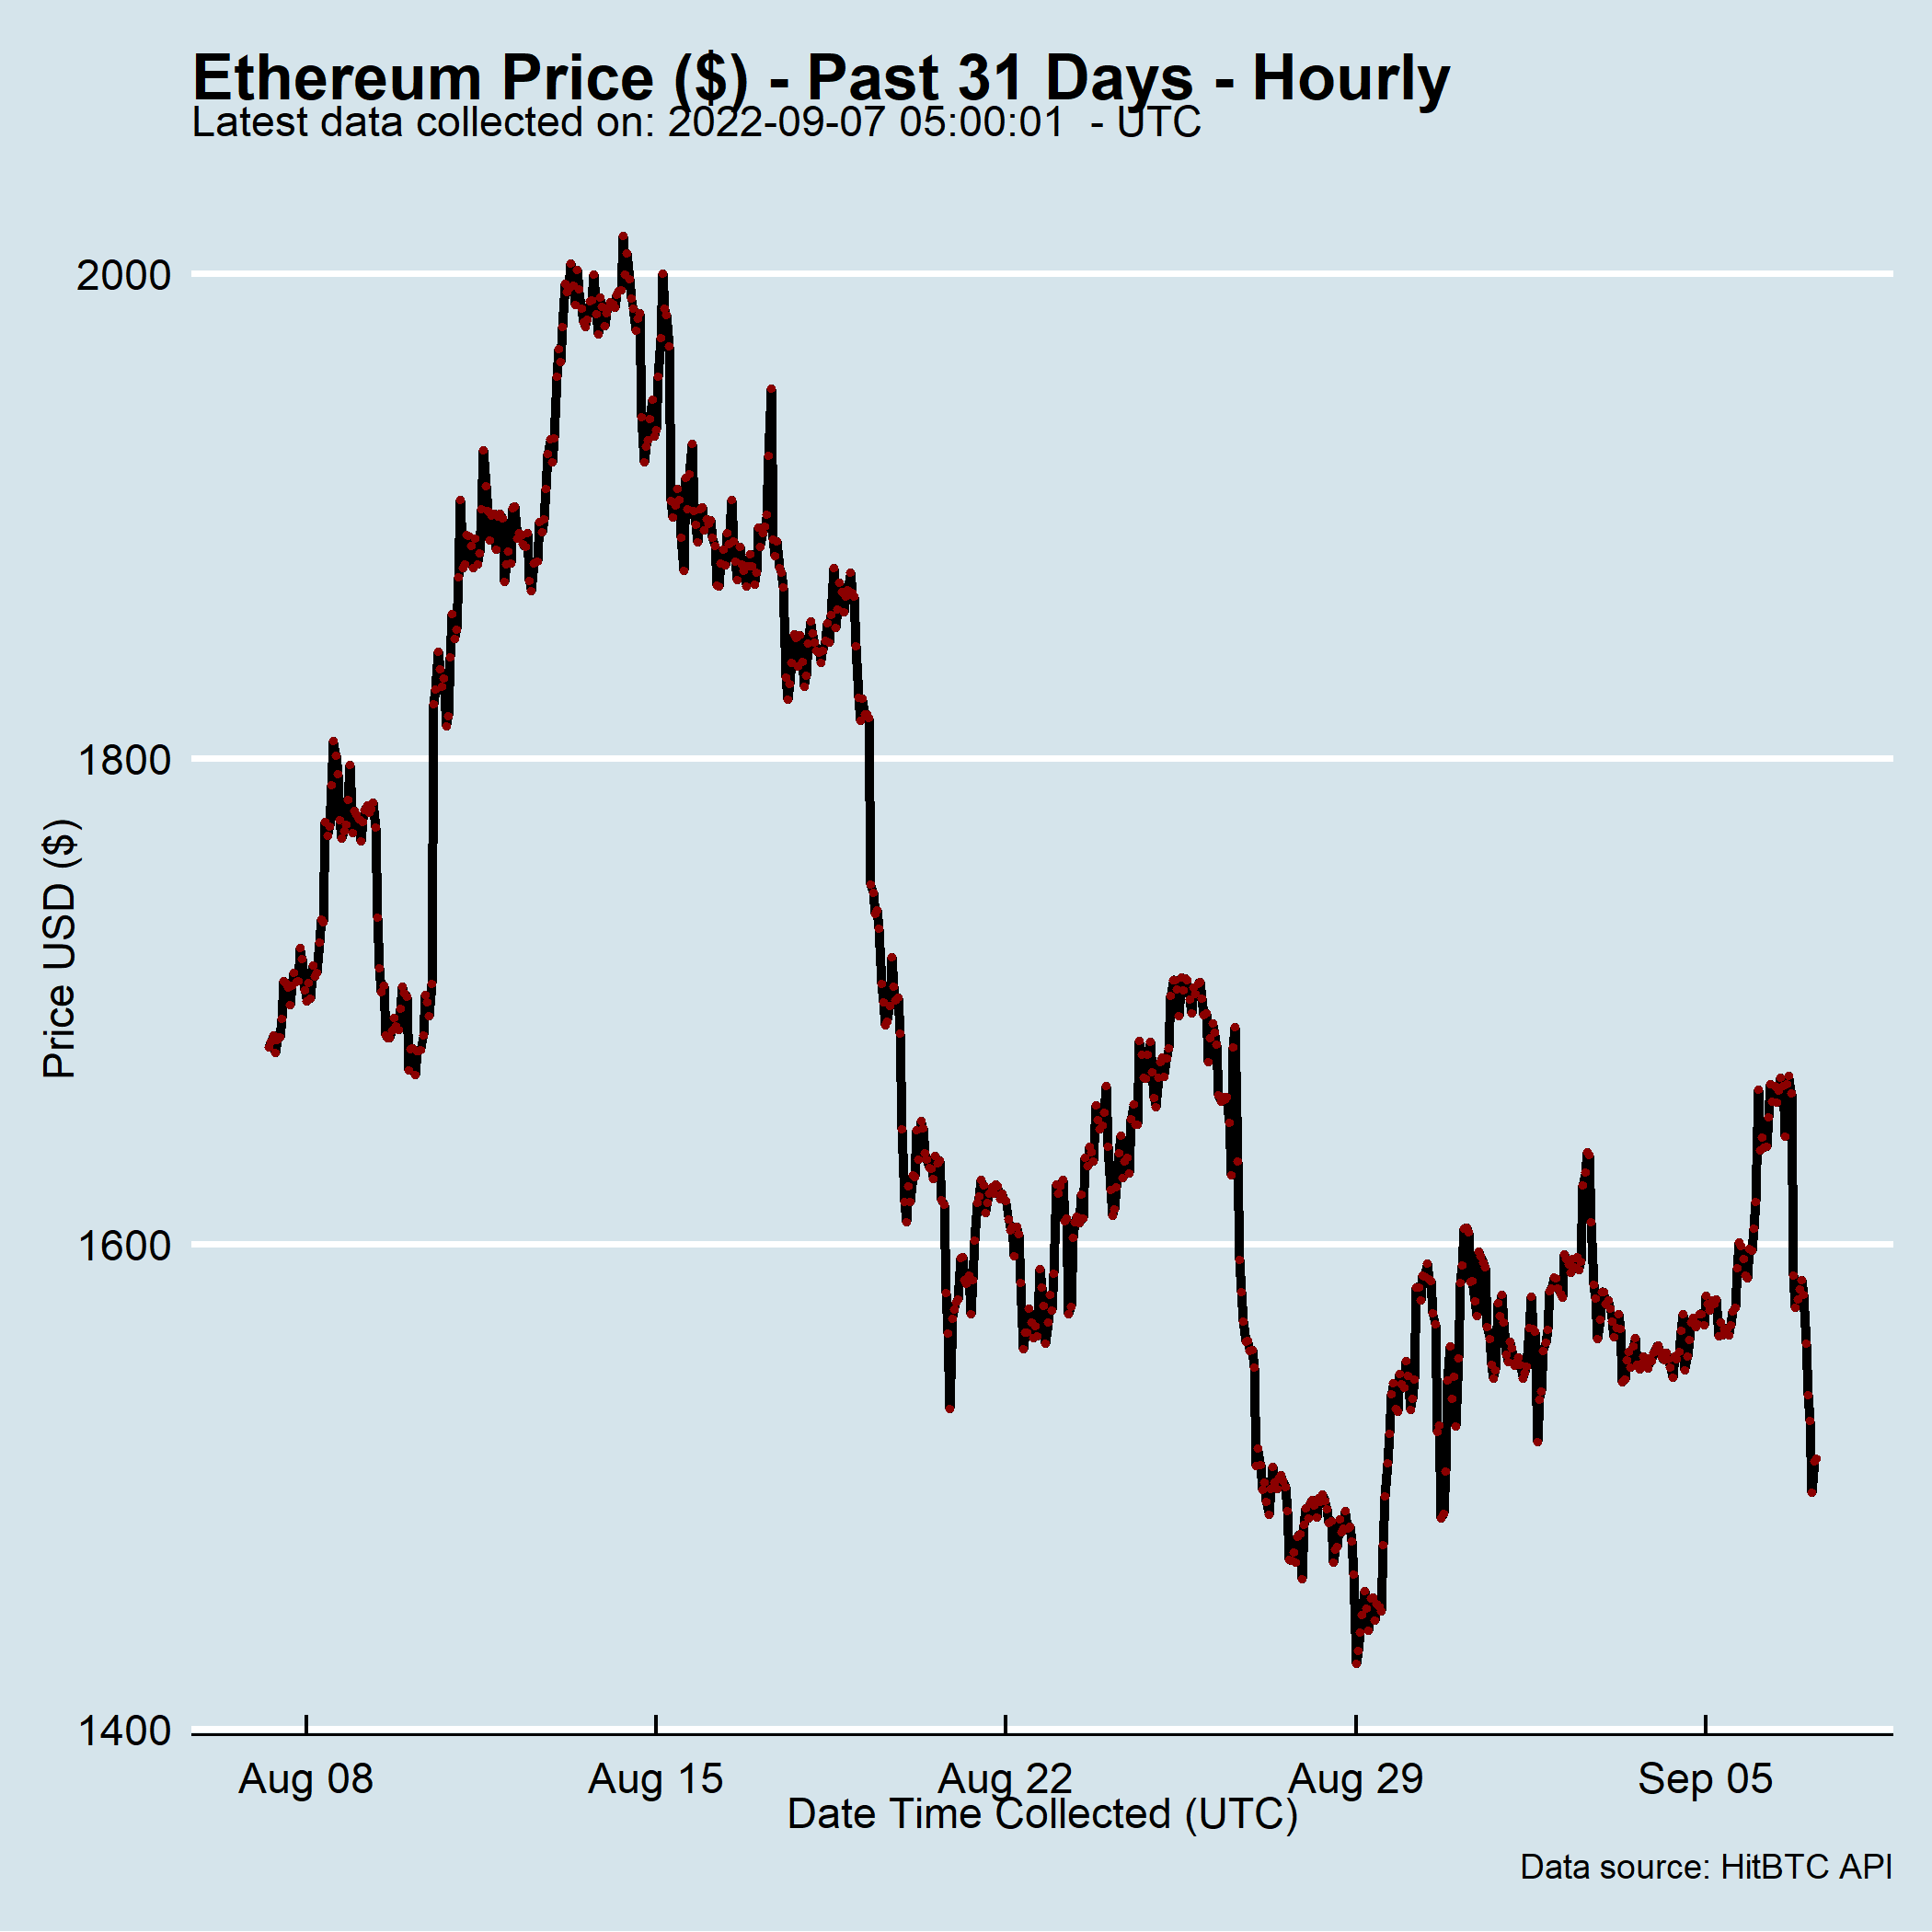 Ethereum Price ($) - Past 31 Days - Hourly
Latest data collected on: 2022-09-07 05:00:01  - UTC
2000
1800
1600
1400
Price USD ($)
Aug 08 Aug 15 Aug 22 Aug 29 Sep 05
Date Time Collected (UTC)
Data source: HitBTC API